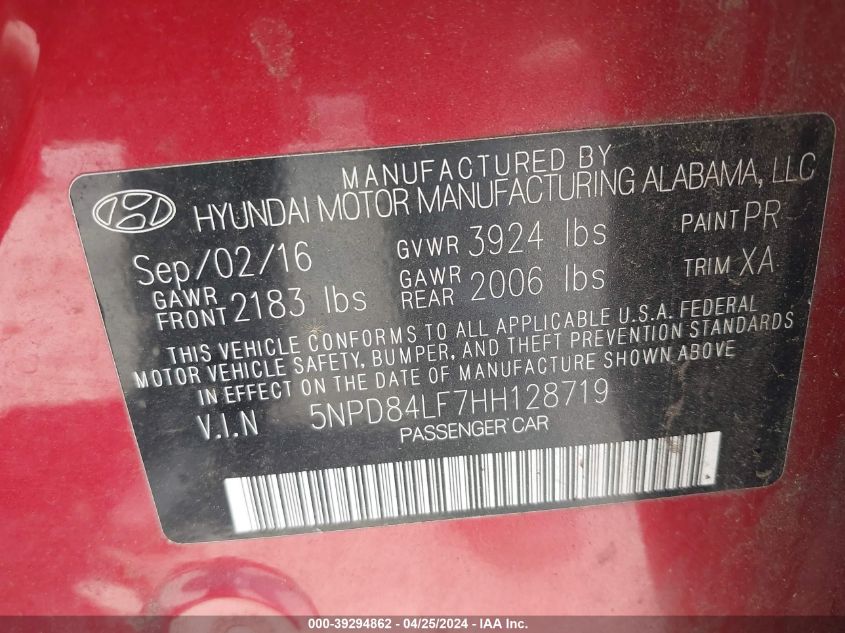 MANUFACTURED BY
HYUNDAI MOTOR MANUFACTURING ALABAMA, LLC
Sep/02/16 GVWR 3924 lbs PAINT PR
GAWR FRONT 2183 lbs GAWR REAR 2006 lbs TRIM XA
THIS VEHICLE CONFORMS TO ALL APPLICABLE U.S.A. FEDERAL
MOTOR VEHICLE SAFETY, BUMPER, AND THEFT PREVENTION STANDARDS
IN EFFECT ON THE DATE OF MANUFACTURE SHOWN ABOVE
V.I.N 5NPD84LF7HH128719
PASSENGER CAR
000-39294862 - 04/25/2024 - IAA Inc.